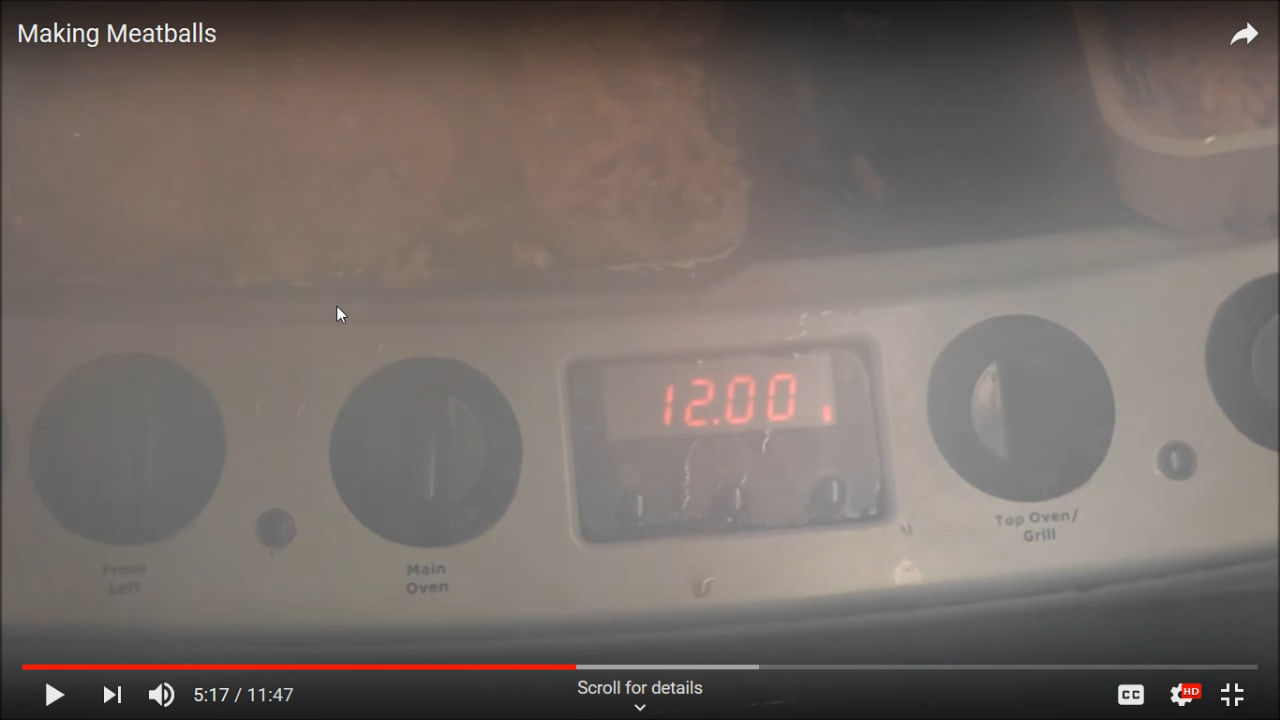 Making Meatballs
12.00
Front
Left
Main
Oven
Top Oven/
Grill
5:17 / 11:47
Scroll for details
CC
HD